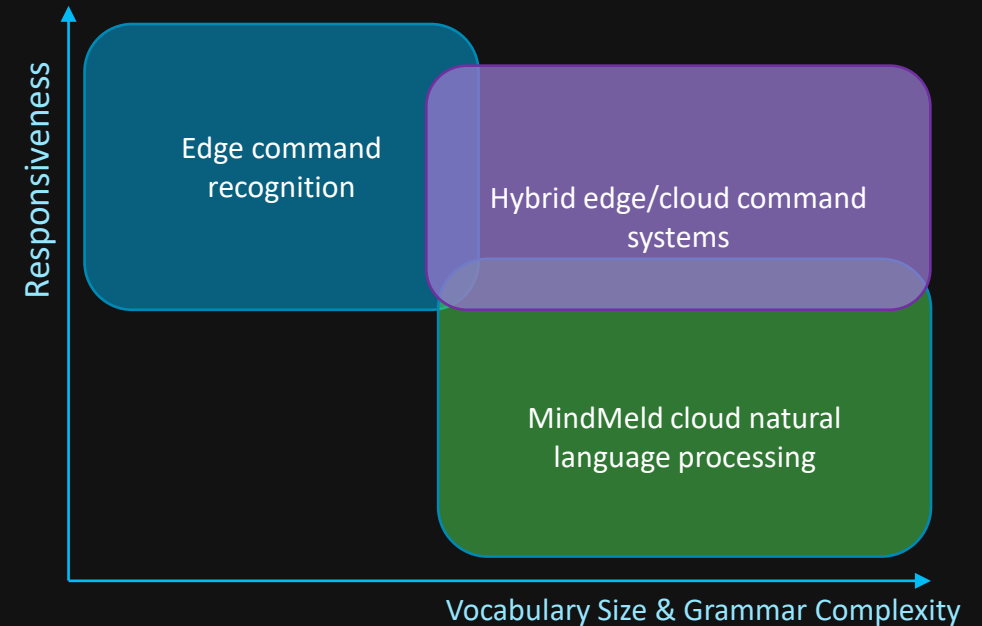 Responsiveness
Edge command
recognition
Hybrid edge/cloud command
systems
MindMeld cloud natural
language processing
Vocabulary Size & Grammar Complexity